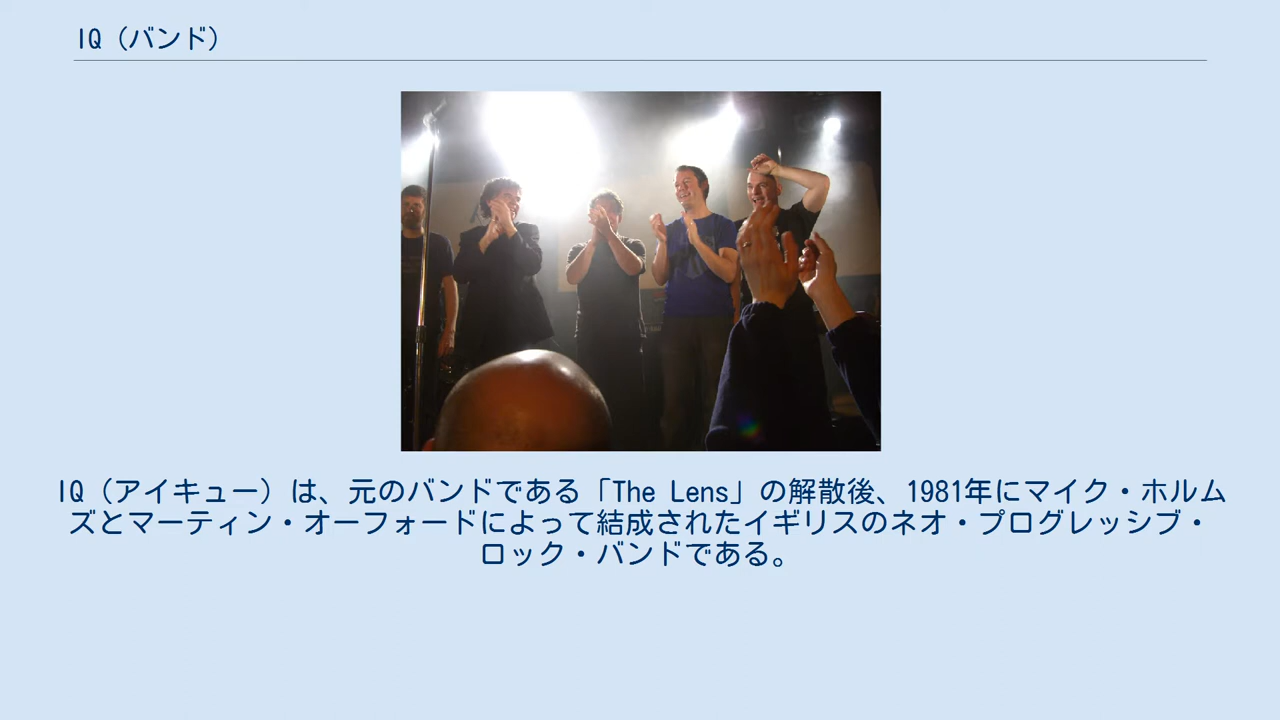 IQ（バンド）
IQ（アイキュー）は、元のバンドである「The Lens」の解散後、1981年にマイク・ホルム
ズとマーティン・オーフォードによって結成されたイギリスのネオ・プログレッシブ・
ロック・バンドである。